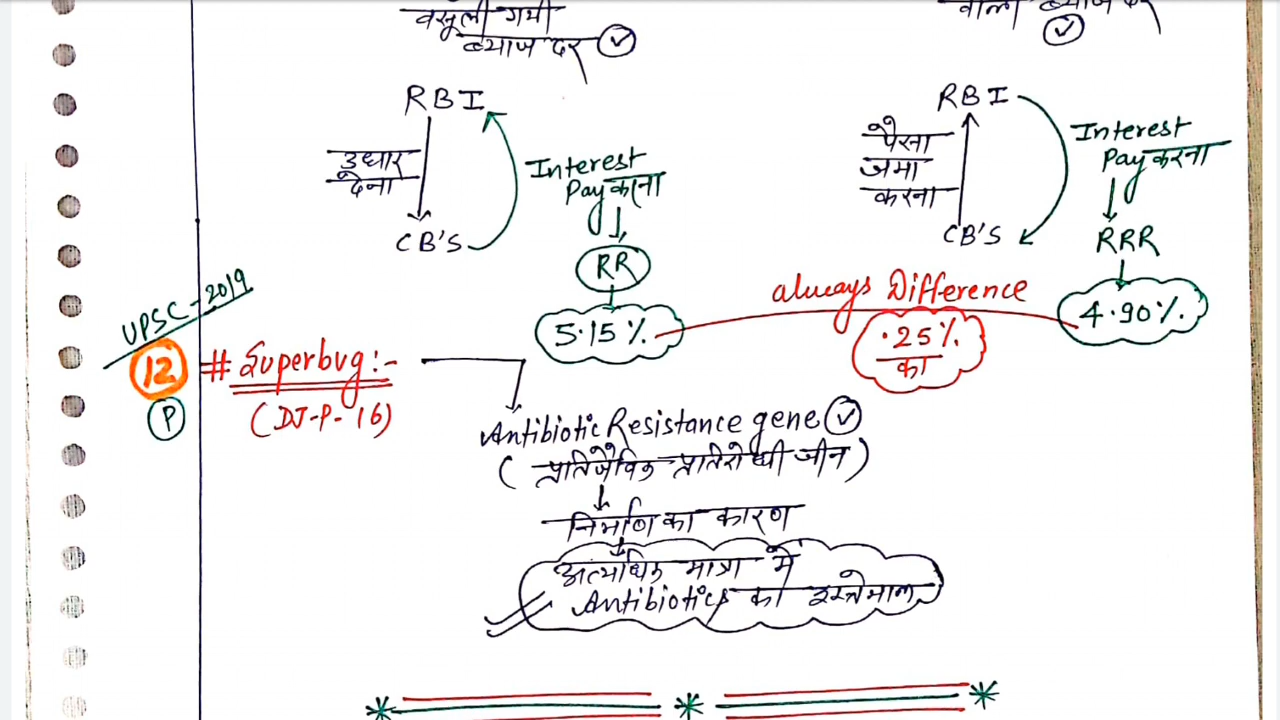 वसूली गयी
ब्याज दर
वाली ब्याज दर
RBI
उधार
देना
CB'S
Interest
Pay करना
RR
5.15%
RBI
पैसा
जमा
करना
CB'S
Interest
Pay करना
RRR
4.90%
always Difference
.25%
का
UPSC-2019
12
P
# Superbug:-
(DJ-P-16)
Antibiotic Resistance gene
(प्रतिजैविक प्रतिरोधी जीन)
निर्माण का कारण
अत्याधिक मात्रा में
Antibiotics का इस्तेमाल